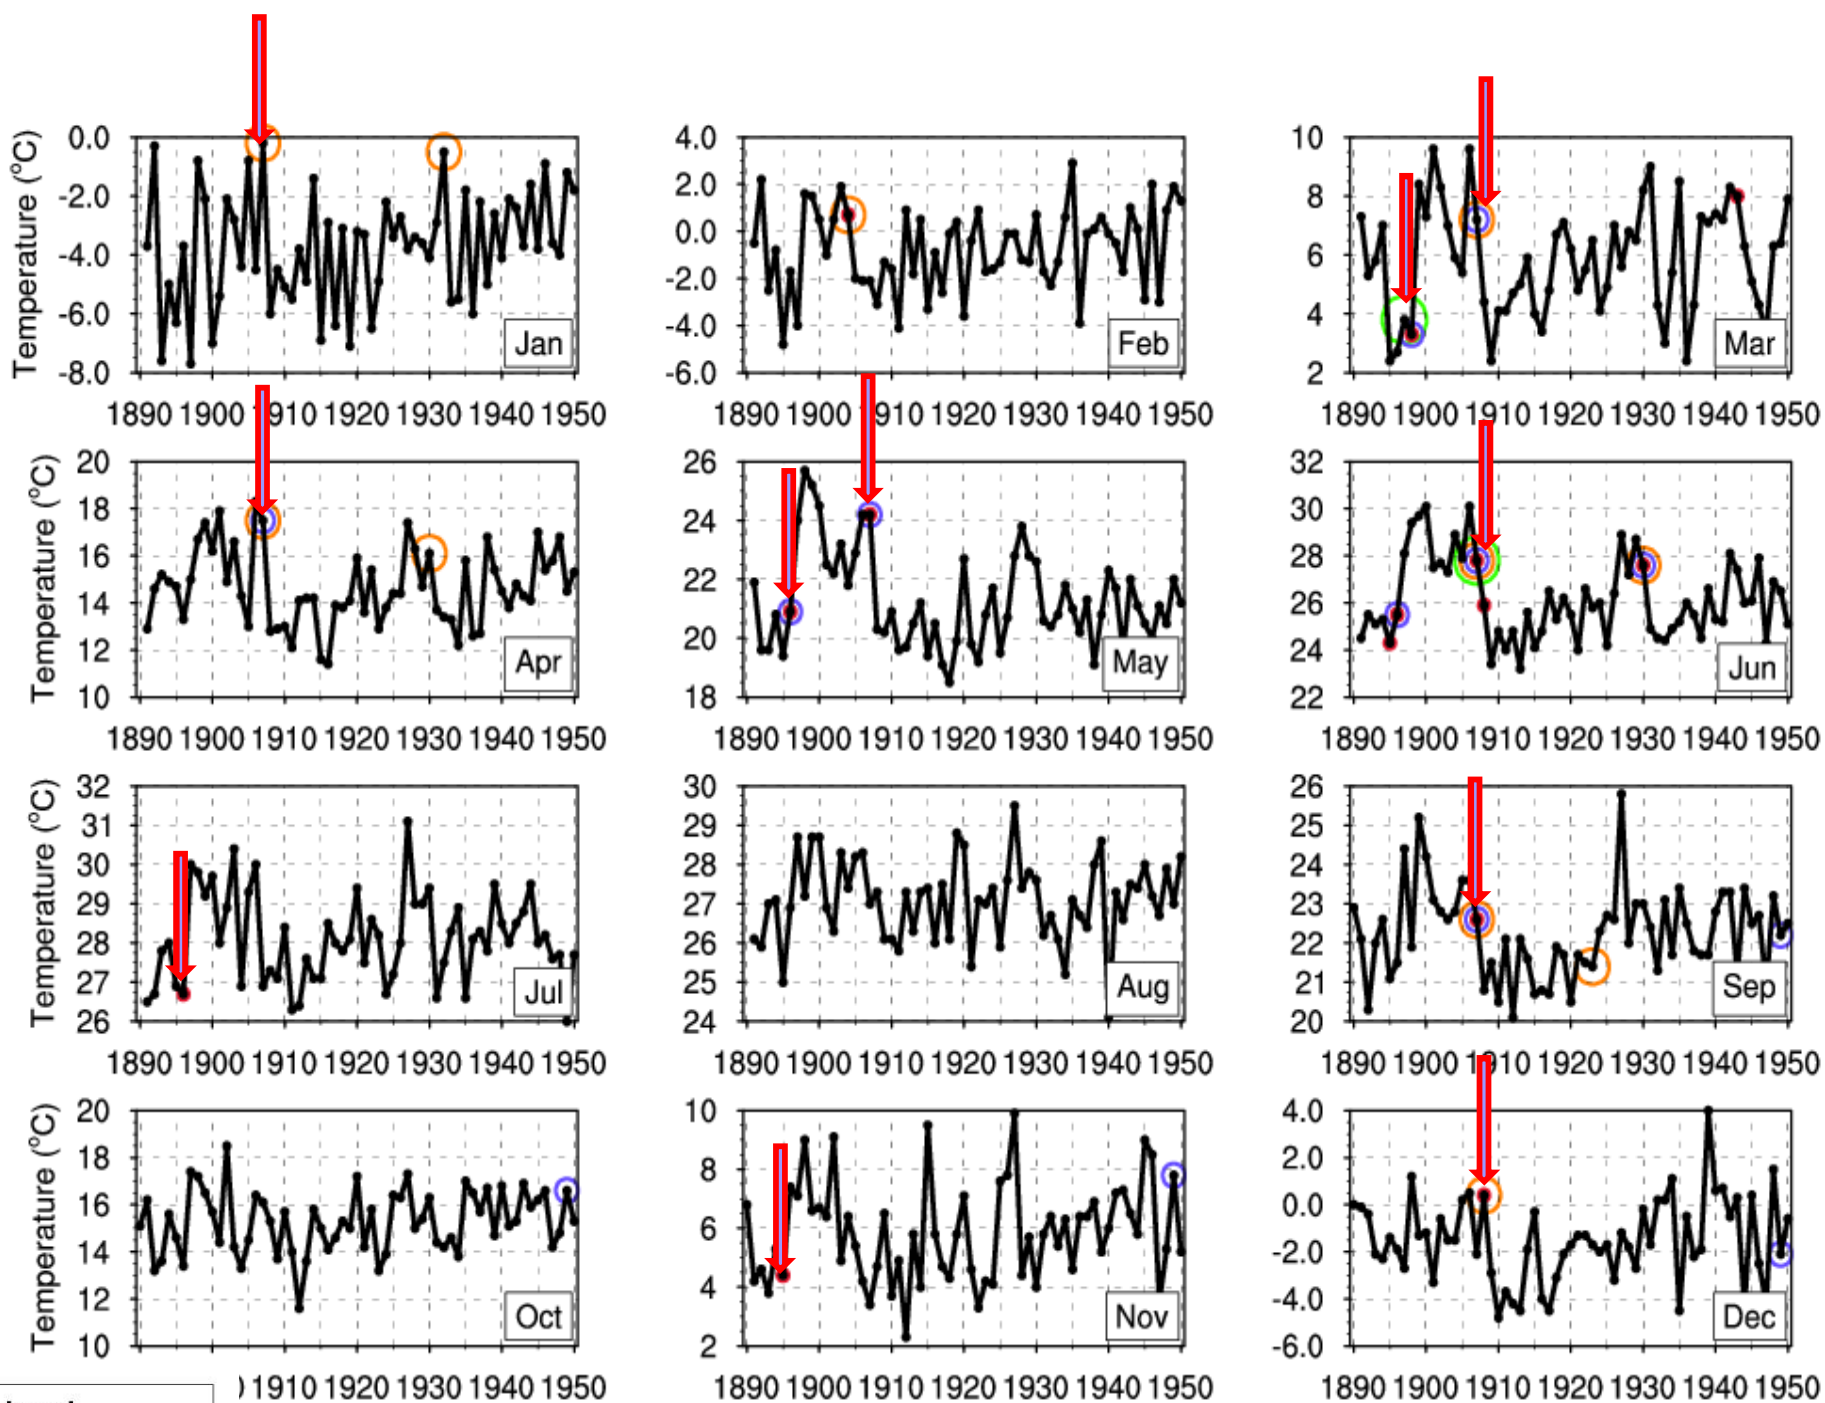 0.0 4.0 10
-2.0 2.0 8
0.0
-4.0 6
-2.0
-6.0 4
-4.0
Temperature (°C)
-8.0 Jan -6.0 Feb 2 Mar
1890 1900 1910 1920 1930 1940 1950 1890 1900 1910 1920 1930 1940 1950 1890 1900 1910 1920 1930 1940 1950
20 26 32
18 24 30
16 28
22
14 26
20
12 24
Temperature (°C)
10 Apr 18 May 22 Jun
1890 1900 1910 1920 1930 1940 1950 1890 1900 1910 1920 1930 1940 1950 1890 1900 1910 1920 1930 1940 1950
32 30 26
31 29 25
30 28 24
29 27 23
28 26 22
27 25 21
Temperature (°C)
26 Jul 24 Aug 20 Sep
1890 1900 1910 1920 1930 1940 1950 1890 1900 1910 1920 1930 1940 1950 1890 1900 1910 1920 1930 1940 1950
20 10 4.0
18 8 2.0
16 0.0
6
14 -2.0
4
12 -4.0
Temperature (°C)
10 Oct 2 Nov -6.0 Dec
1910 1920 1930 1940 1950 1890 1900 1910 1920 1930 1940 1950 1890 1900 1910 1920 1930 1940 1950